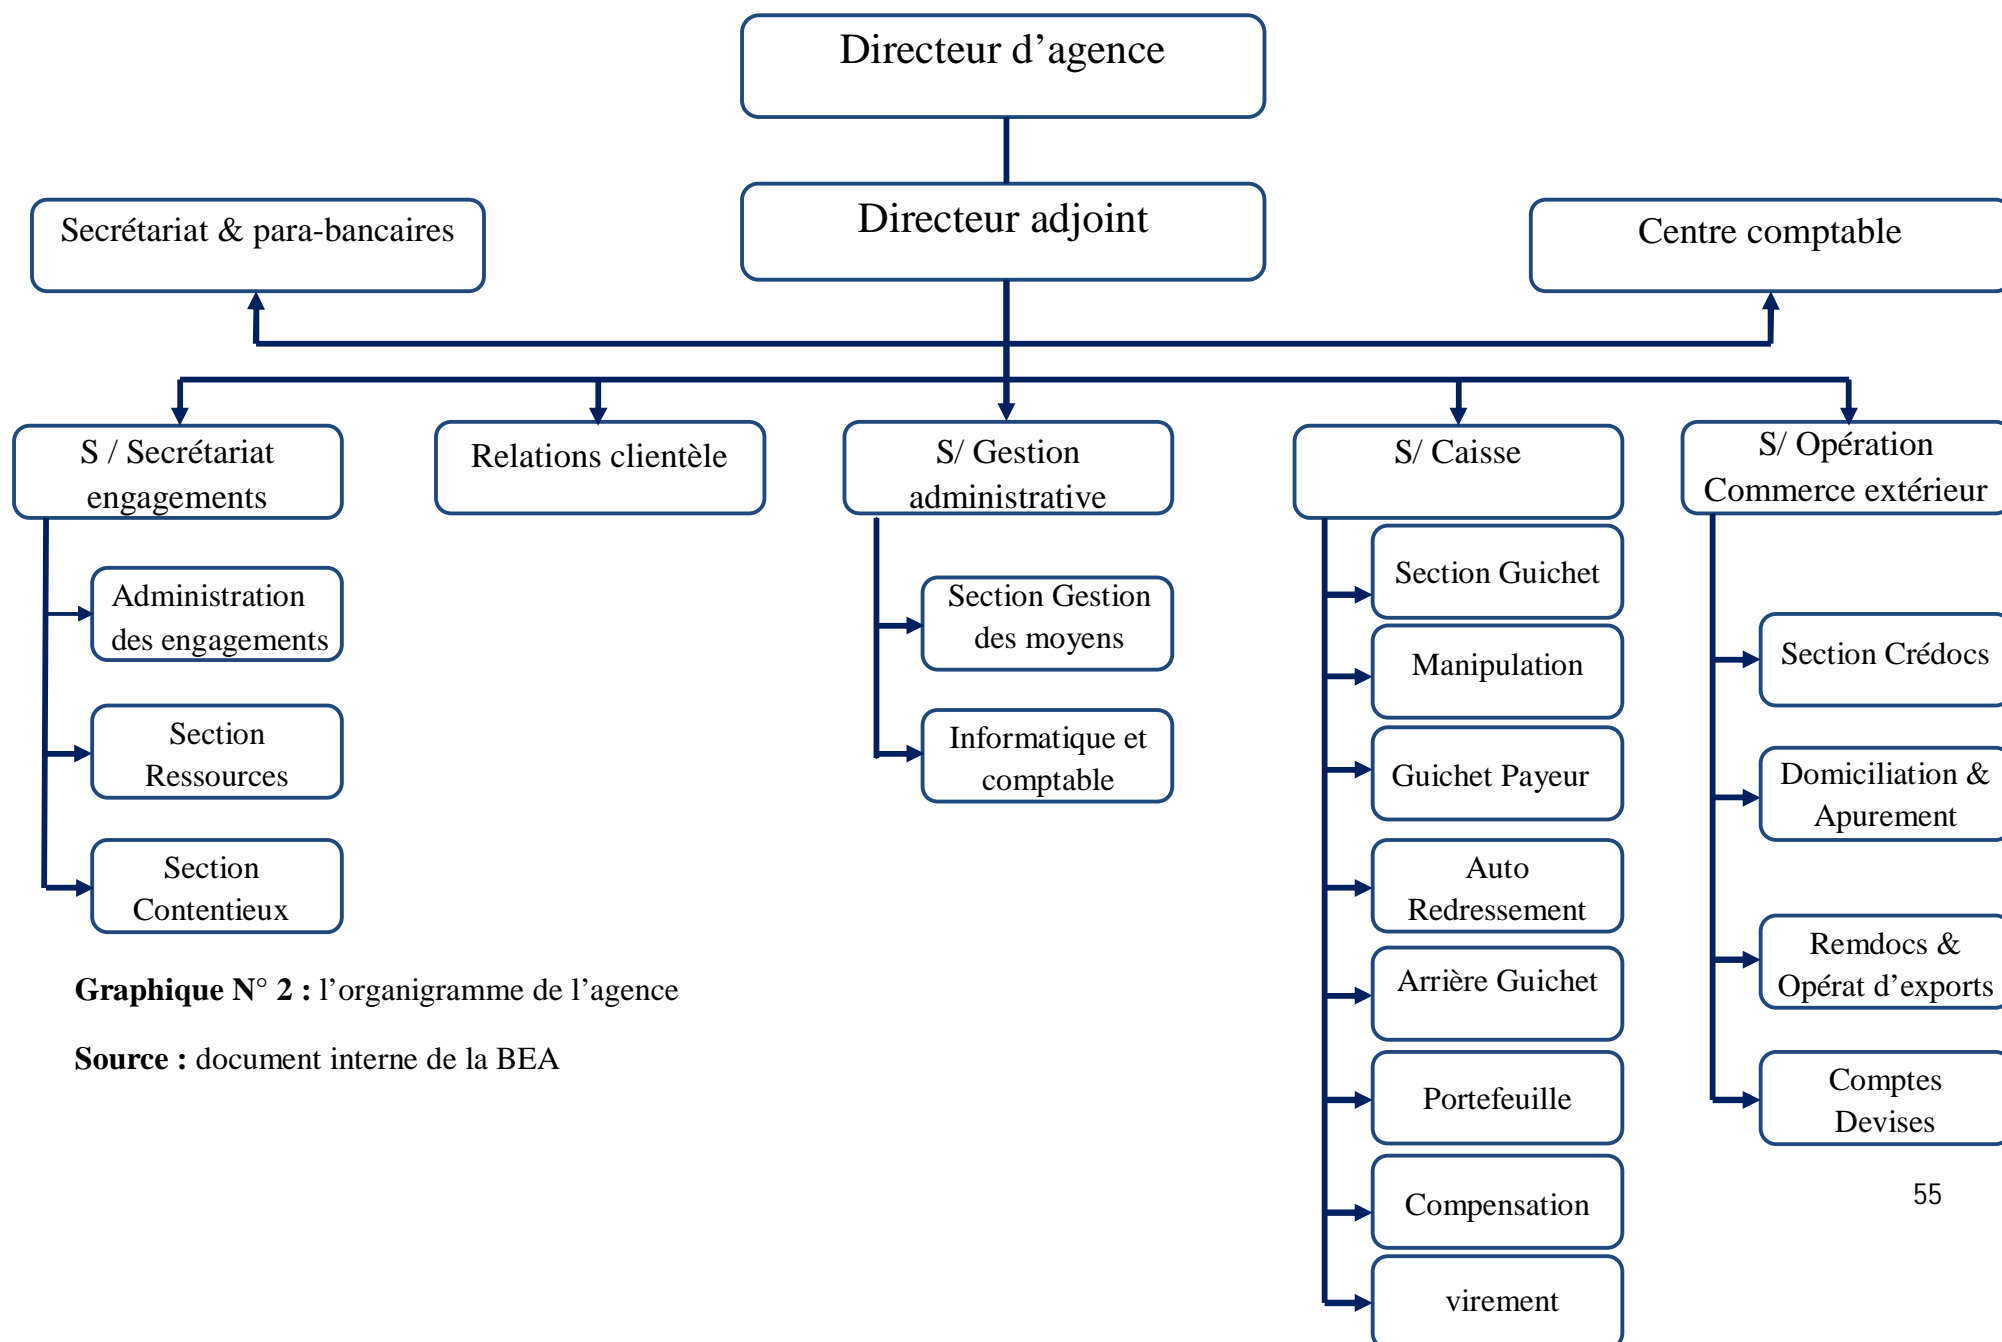 Directeur d’agence
Directeur adjoint
Secrétariat & para-bancaires
Centre comptable
S / Secrétariat
engagements
Relations clientèle
S/ Gestion
administrative
S/ Caisse
S/ Opération
Commerce extérieur
Administration
des engagements
Section
Ressources
Section
Contentieux
Section Gestion
des moyens
Informatique et
comptable
Section Guichet
Manipulation
Guichet Payeur
Auto
Redressement
Arrière Guichet
Portefeuille
Compensation
virement
Section Crédocs
Domiciliation &
Apurement
Remdocs &
Opérat d’exports
Comptes
Devises
Graphique N° 2 : l’organigramme de l’agence
Source : document interne de la BEA
55